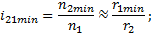 i₂₁min = n₂min / n₁ ≈ r₁min / r₂ ;